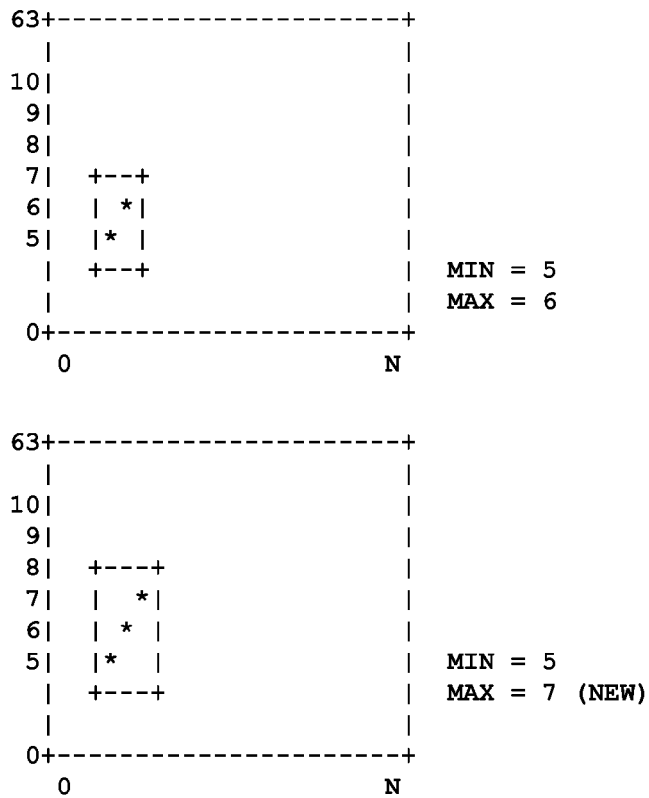 63+-----------------------+
  |                       |
10|                       |
 9|                       |
 8|                       |
 7|  +---+                |
 6|  | *|                 |
 5|  |* |                 |
  |  +---+                |  MIN = 5
  |                       |  MAX = 6
 0+-----------------------+
   0                    N
63+-----------------------+
  |                       |
10|                       |
 9|                       |
 8|  +----+               |
 7|  |  *|                |
 6|  | * |                |
 5|  |*  |                |  MIN = 5
  |  +----+               |  MAX = 7 (NEW)
  |                       |
 0+-----------------------+
   0                    N